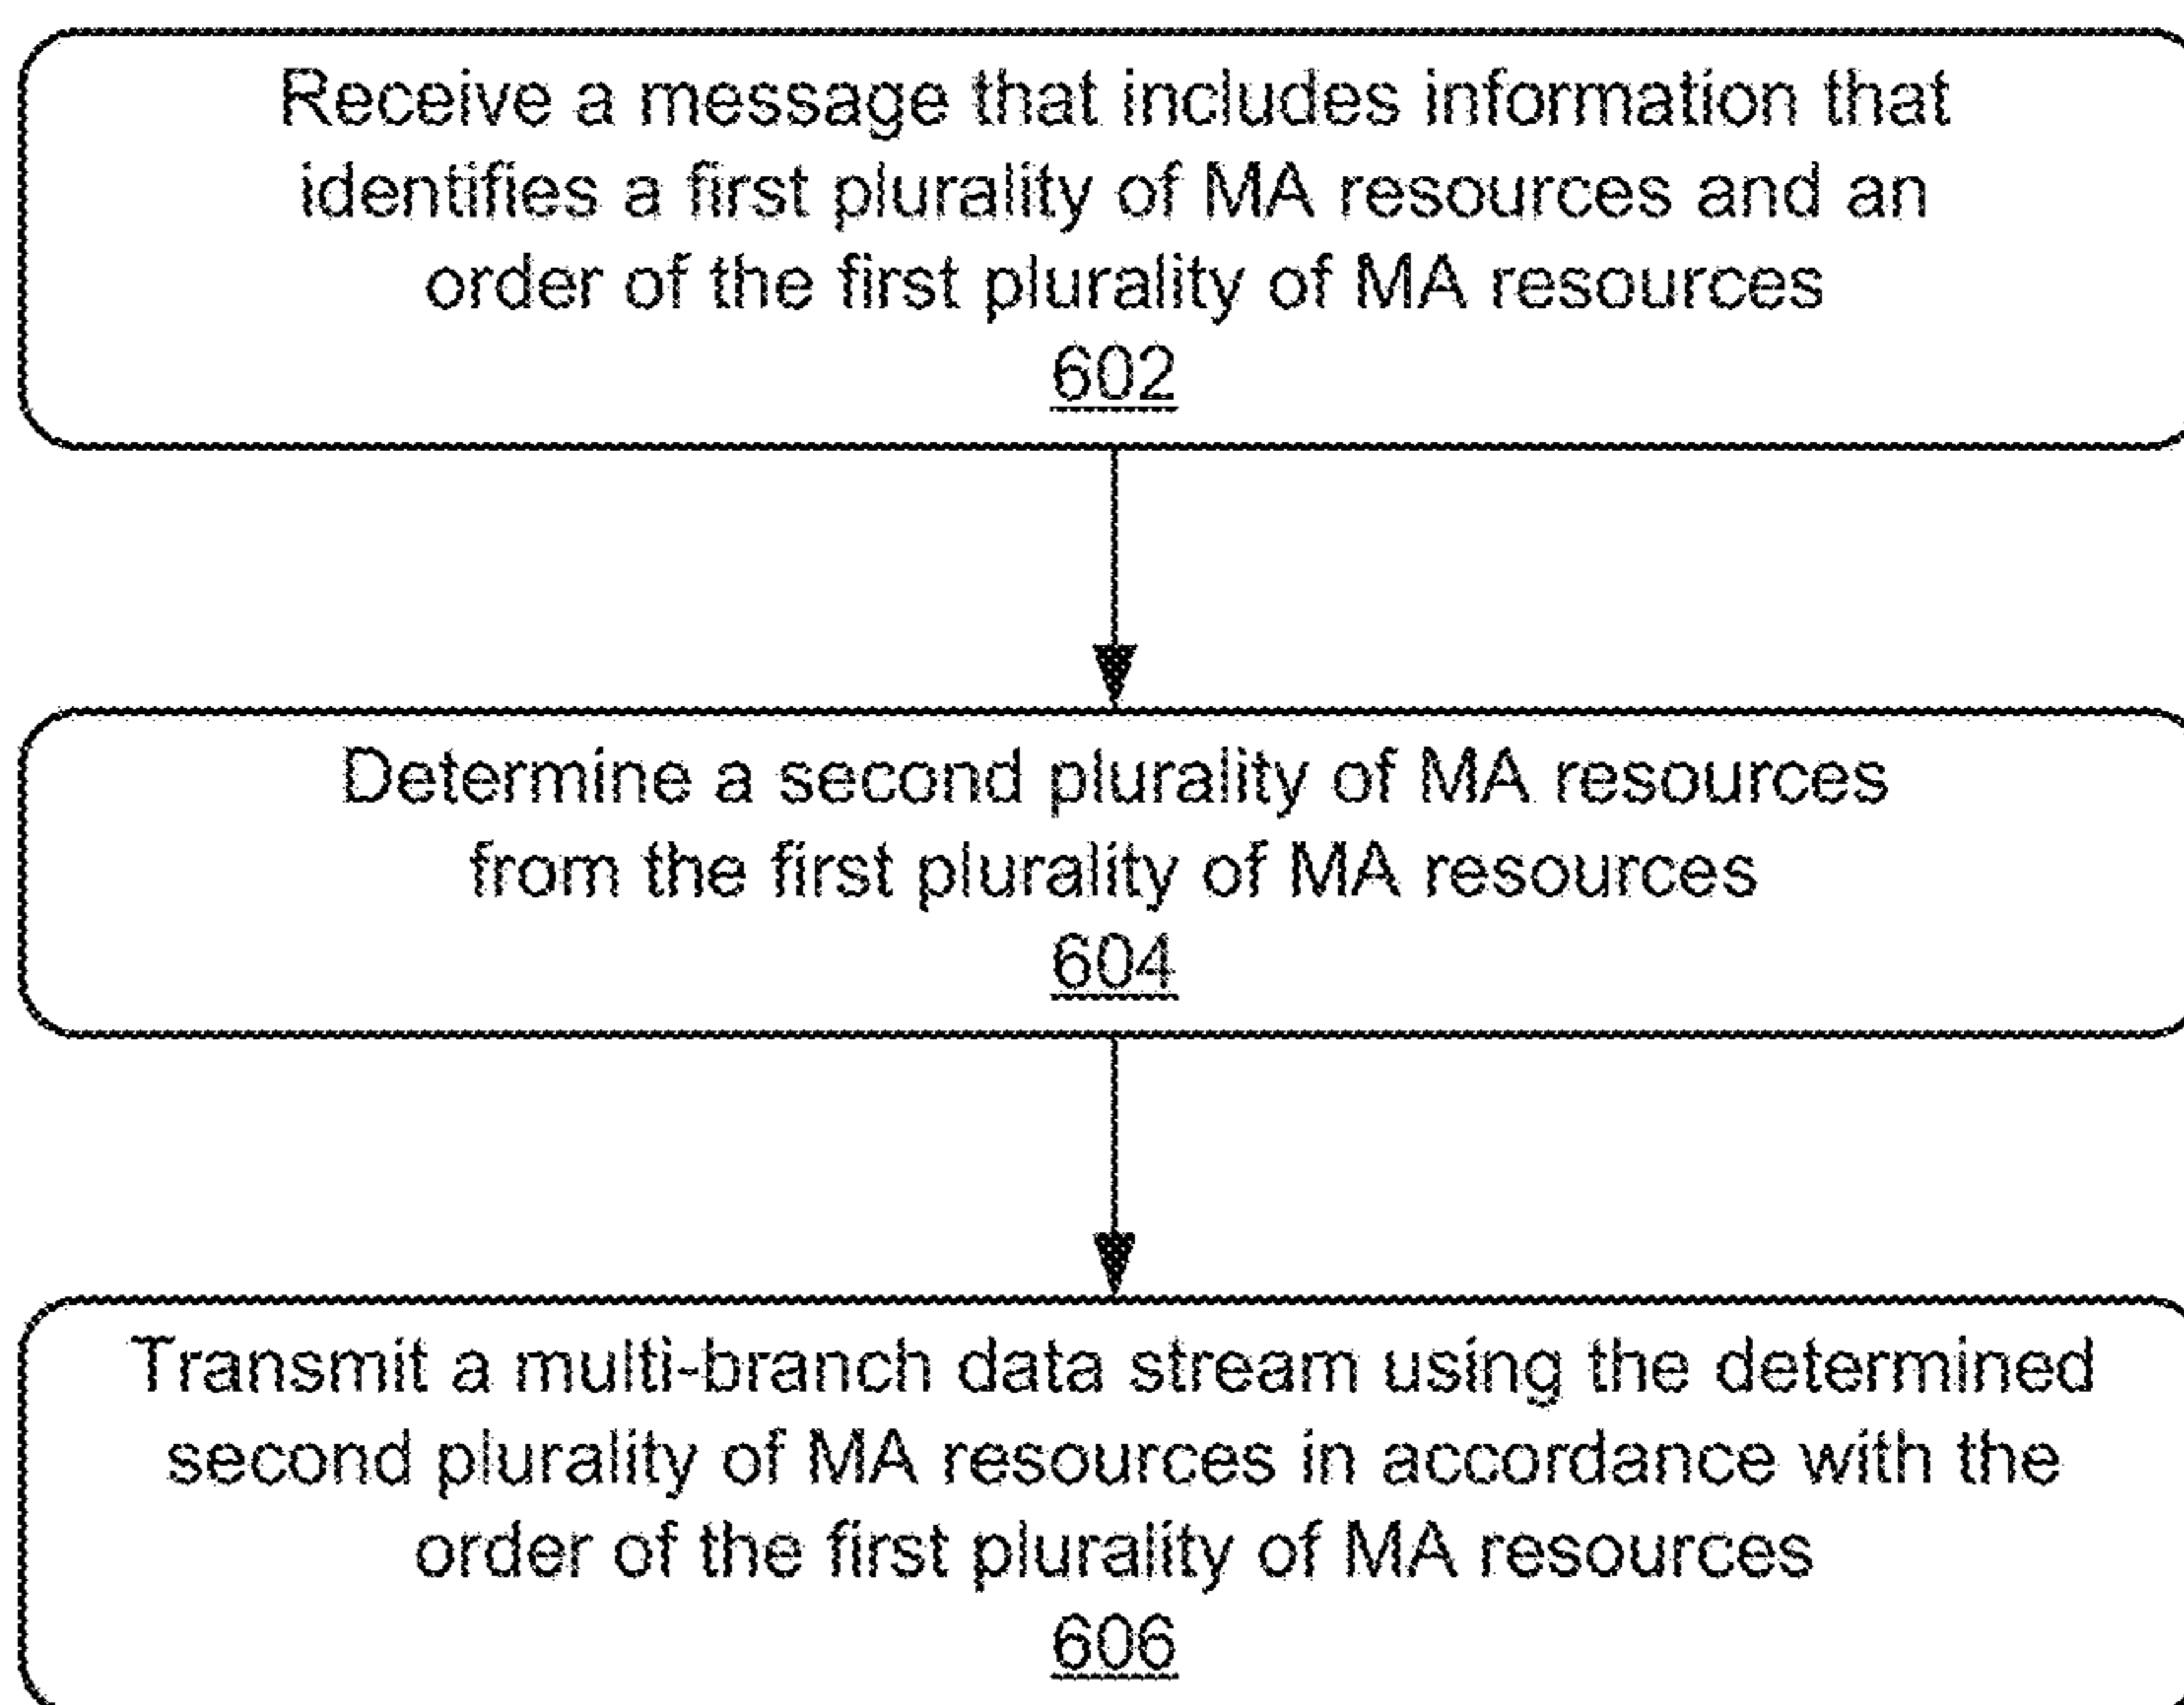 Receive a message that includes information that
identifies a first plurality of MA resources and an
order of the first plurality of MA resources
602
Determine a second plurality of MA resources
from the first plurality of MA resources
604
Transmit a multi-branch data stream using the determined
second plurality of MA resources in accordance with the
order of the first plurality of MA resources
606